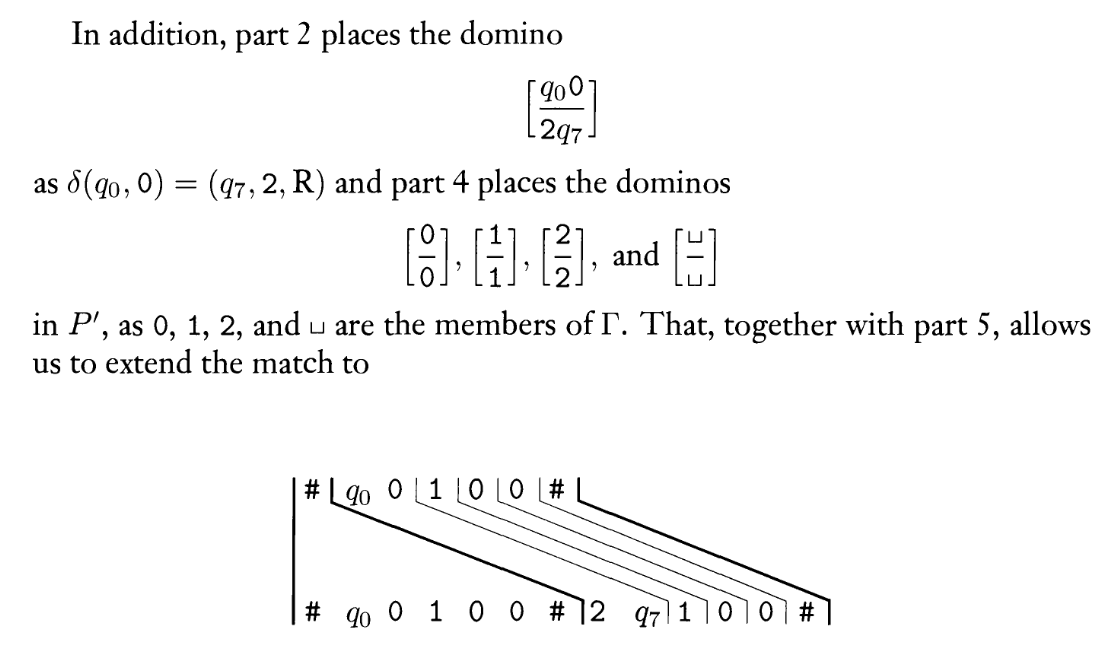 In addition, part 2 places the domino
[q₀0 / 2q₇]
as δ(q₀, 0) = (q₇, 2, R) and part 4 places the dominos
[0 / 0], [1 / 1], [2 / 2], and [⊔ / ⊔]
in P′, as 0, 1, 2, and ⊔ are the members of Γ. That, together with part 5, allows
us to extend the match to
# q₀ 0 1 0 0 #
# q₀ 0 1 0 0 # 2 q₇ 1 0 0 #